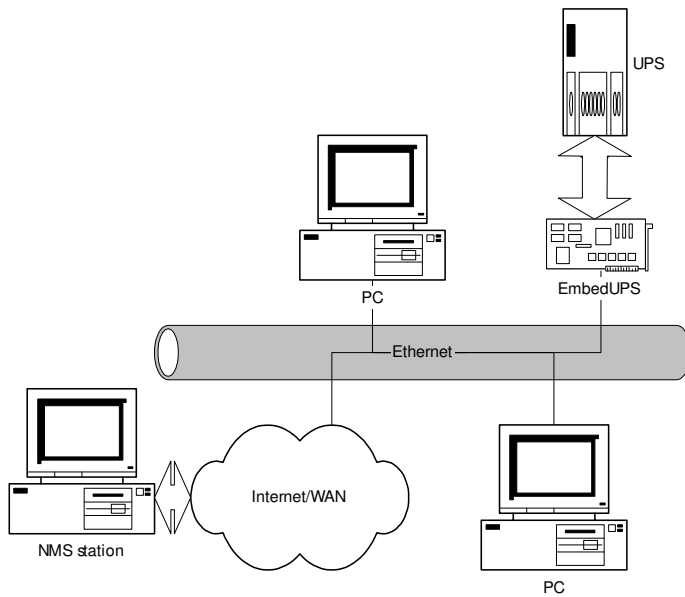 UPS
PC
EmbedUPS
Ethernet
Internet/WAN
NMS station
PC